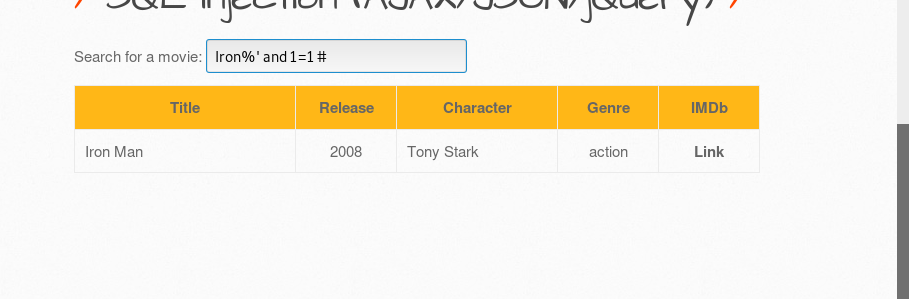 / SQL Injection (AJAX/JSON/jQuery) /
Search for a movie: Iron%' and 1=1 #
Title Release Character Genre IMDb
Iron Man 2008 Tony Stark action Link